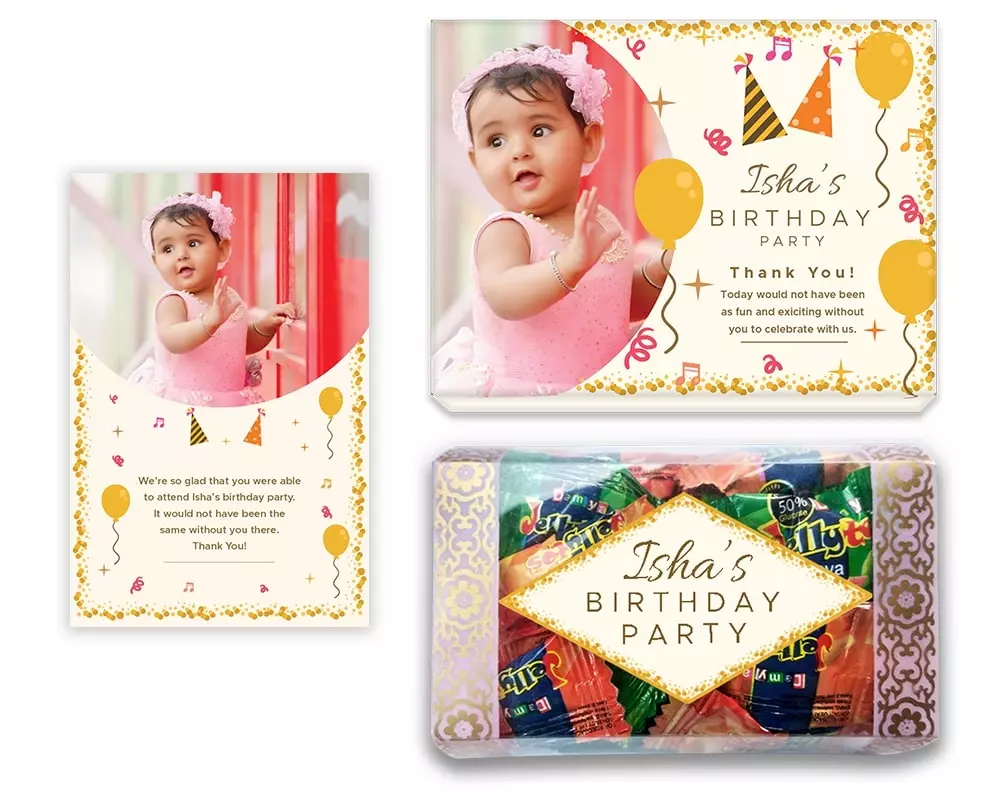 We're so glad that you were able
to attend Isha's birthday party.
It would not have been the
same without you there.
Thank You!
Isha's
BIRTHDAY
PARTY
Thank You!
Today would not have been
as fun and exiciting without
you to celebrate with us.
50%
Isha's
BIRTHDAY
PARTY